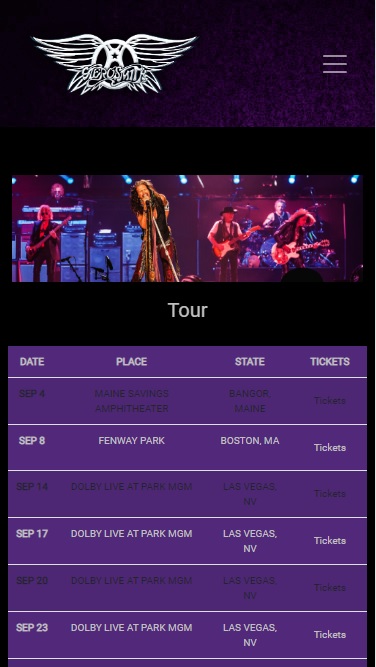 AEROSMITH
Tour
DATE PLACE STATE TICKETS
SEP 4 MAINE SAVINGS AMPHITHEATER BANGOR, MAINE Tickets
SEP 8 FENWAY PARK BOSTON, MA Tickets
SEP 14 DOLBY LIVE AT PARK MGM LAS VEGAS, NV Tickets
SEP 17 DOLBY LIVE AT PARK MGM LAS VEGAS, NV Tickets
SEP 20 DOLBY LIVE AT PARK MGM LAS VEGAS, NV Tickets
SEP 23 DOLBY LIVE AT PARK MGM LAS VEGAS, NV Tickets